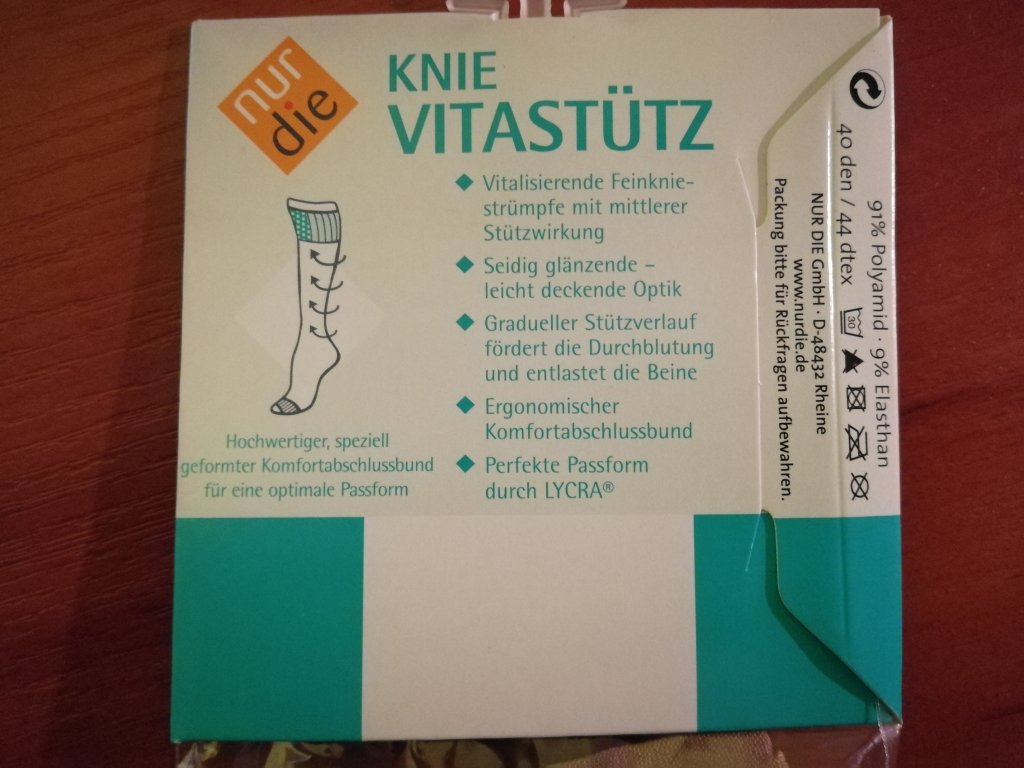 nur
die
KNIE
VITASTÜTZ
Vitalisierende Feinknie-
strümpfe mit mittlerer
Stützwirkung
Seidig glänzende –
leicht deckende Optik
Gradueller Stützverlauf
fördert die Durchblutung
und entlastet die Beine
Ergonomischer
Komfortabschlussbund
Perfekte Passform
durch LYCRA®
Hochwertiger, speziell
geformter Komfortabschlussbund
für eine optimale Passform
91% Polyamid · 9% Elasthan
40 den / 44 dtex
30
NUR DIE GmbH · D-48432 Rheine
www.nurdie.de
Packung bitte für Rückfragen aufbewahren.